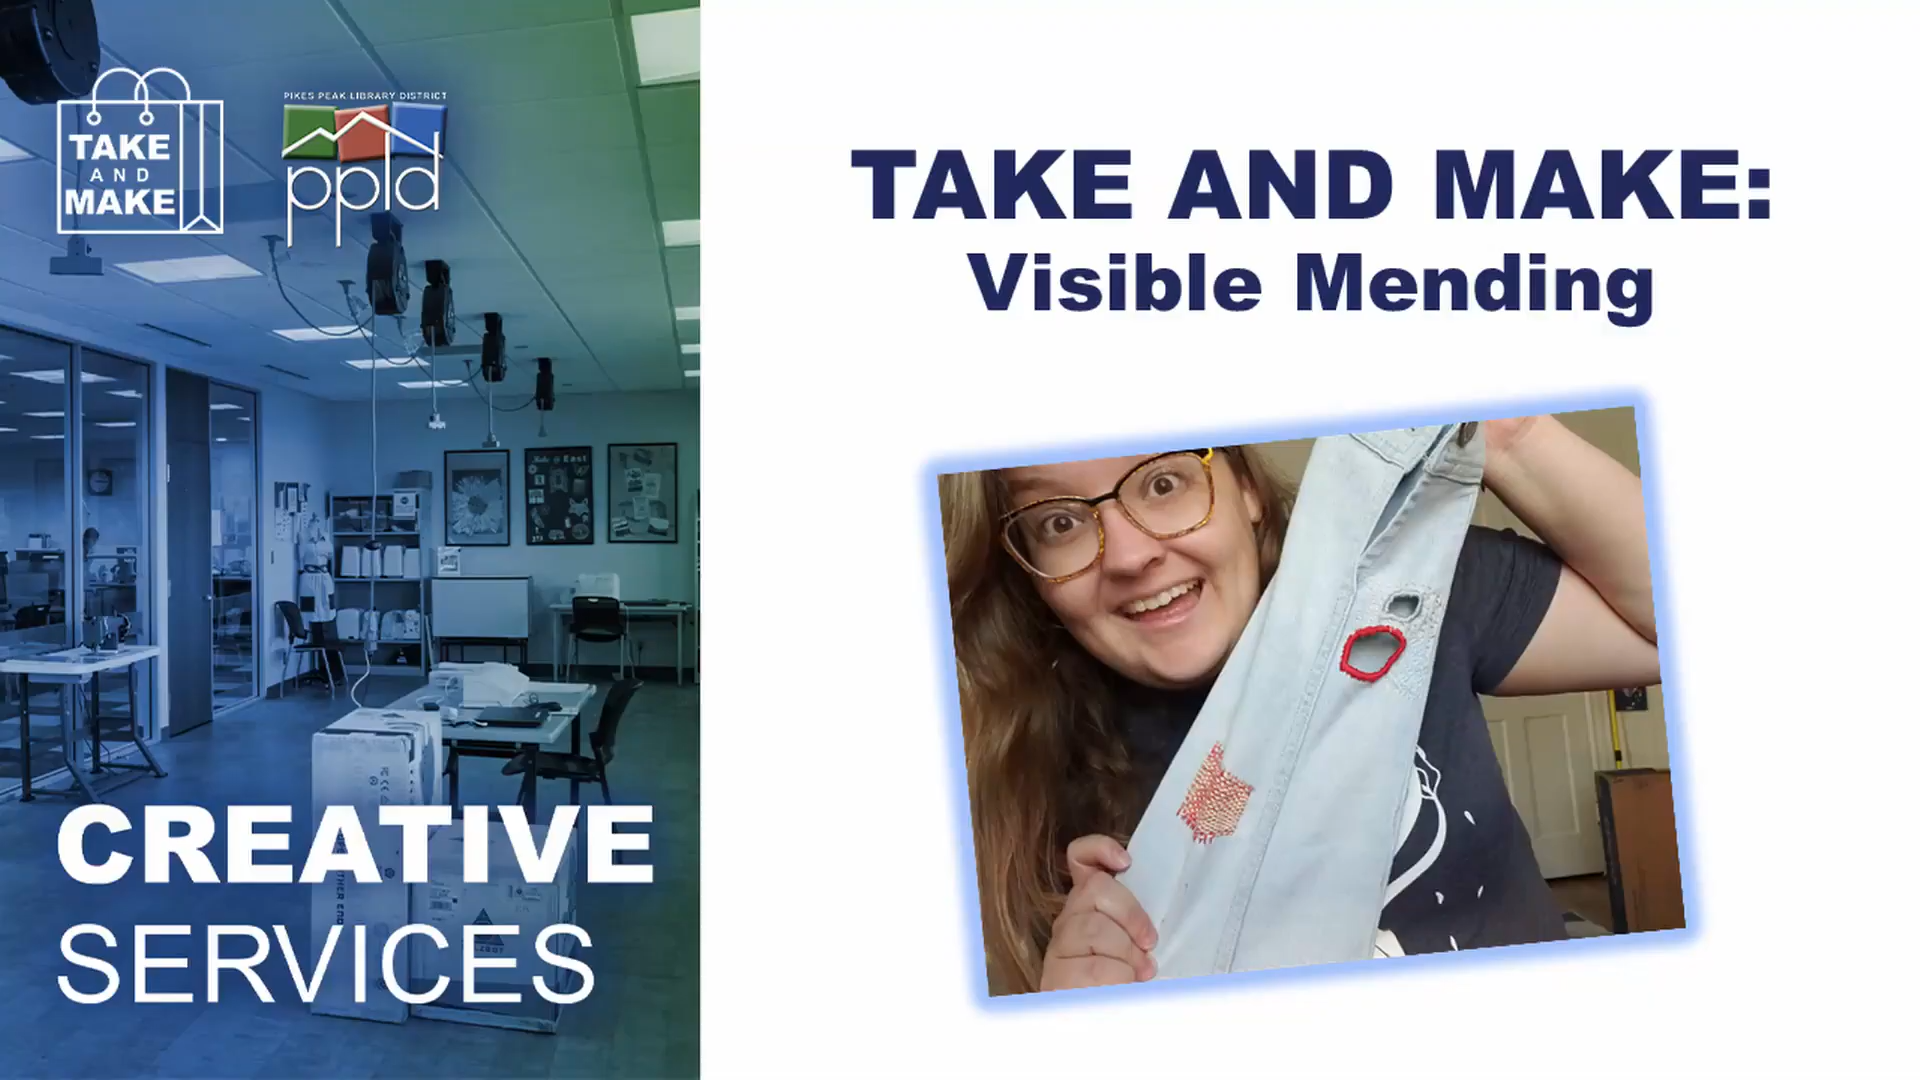 TAKE
AND
MAKE
PIKES PEAK LIBRARY DISTRICT
ppld
TAKE AND MAKE:
Visible Mending
CREATIVE
SERVICES